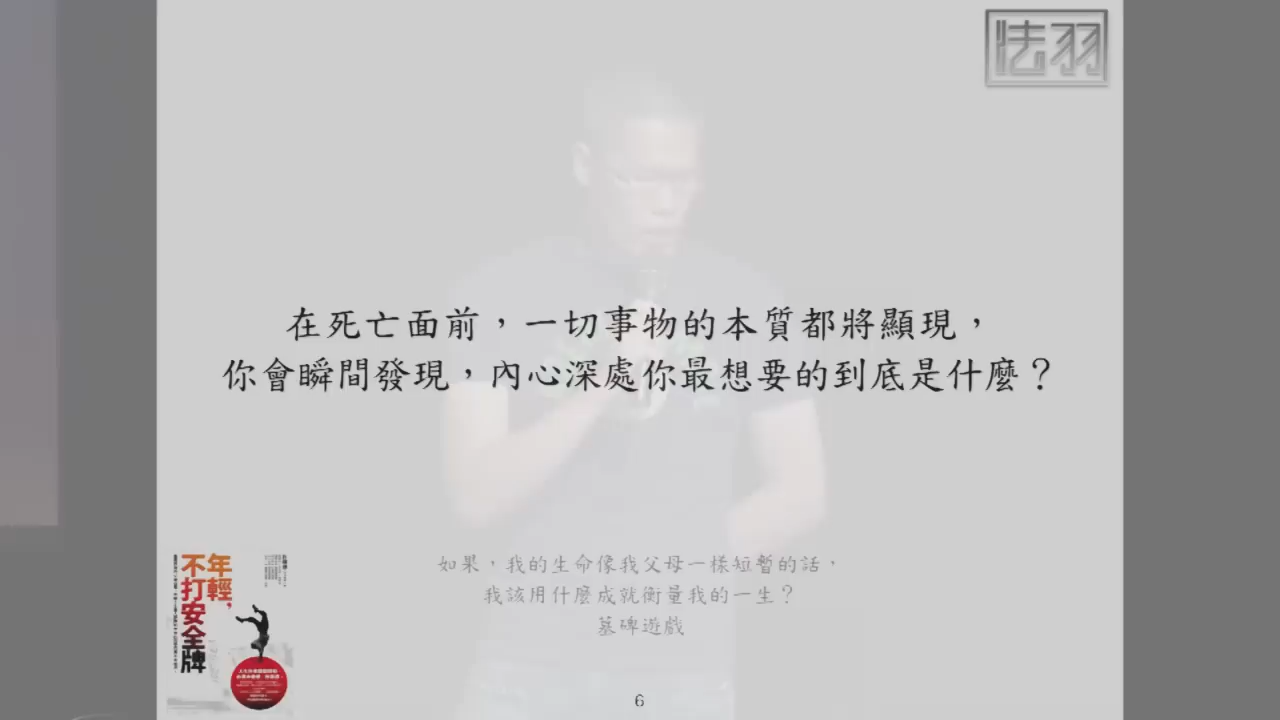 法羽
在死亡面前，一切事物的本質都將顯現，
你會瞬間發現，內心深處你最想要的到底是什麼？
如果，我的生命像我父母一樣短暫的話，
我該用什麼成就衡量我的一生？
墓碑遊戲
年輕，
不打安全牌
6